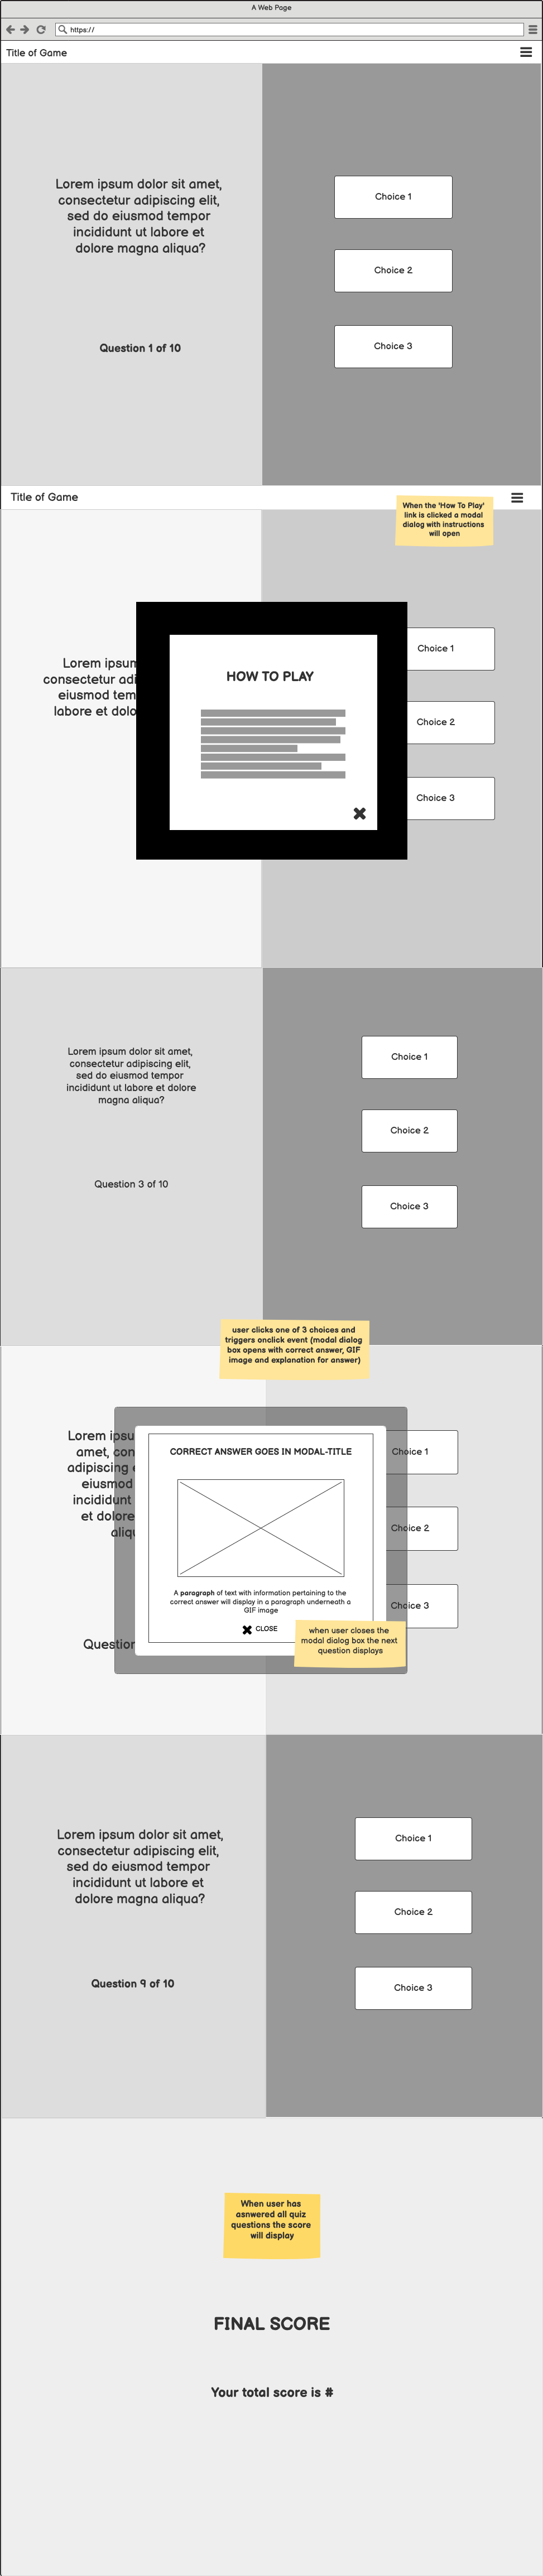 A Web Page
https://
Title of Game
Lorem ipsum dolor sit amet,
consectetur adipiscing elit,
sed do eiusmod tempor
incididunt ut labore et
dolore magna aliqua?
Question 1 of 10
Choice 1
Choice 2
Choice 3
Title of Game
When the 'How To Play'
link is clicked a modal
dialog with instructions
will open
Lorem ipsum
consectetur adi
eiusmod tem
labore et dolo
HOW TO PLAY
Choice 1
Choice 2
Choice 3
Lorem ipsum dolor sit amet,
consectetur adipiscing elit,
sed do eiusmod tempor
incididunt ut labore et dolore
magna aliqua?
Question 3 of 10
Choice 1
Choice 2
Choice 3
user clicks one of 3 choices and
triggers onclick event (modal dialog
box opens with correct answer, GIF
image and explanation for answer)
Lorem ipsu
amet, con
adipiscing e
eiusmod
incididunt
et dolore
aliqu
Question
CORRECT ANSWER GOES IN MODAL-TITLE
A paragraph of text with information pertaining to the
correct answer will display in a paragraph underneath a
GIF image
CLOSE
when user closes the
modal dialog box the next
question displays
Choice 1
Choice 2
Choice 3
Lorem ipsum dolor sit amet,
consectetur adipiscing elit,
sed do eiusmod tempor
incididunt ut labore et
dolore magna aliqua?
Question 9 of 10
Choice 1
Choice 2
Choice 3
When user has
asnwered all quiz
questions the score
will display
FINAL SCORE
Your total score is #